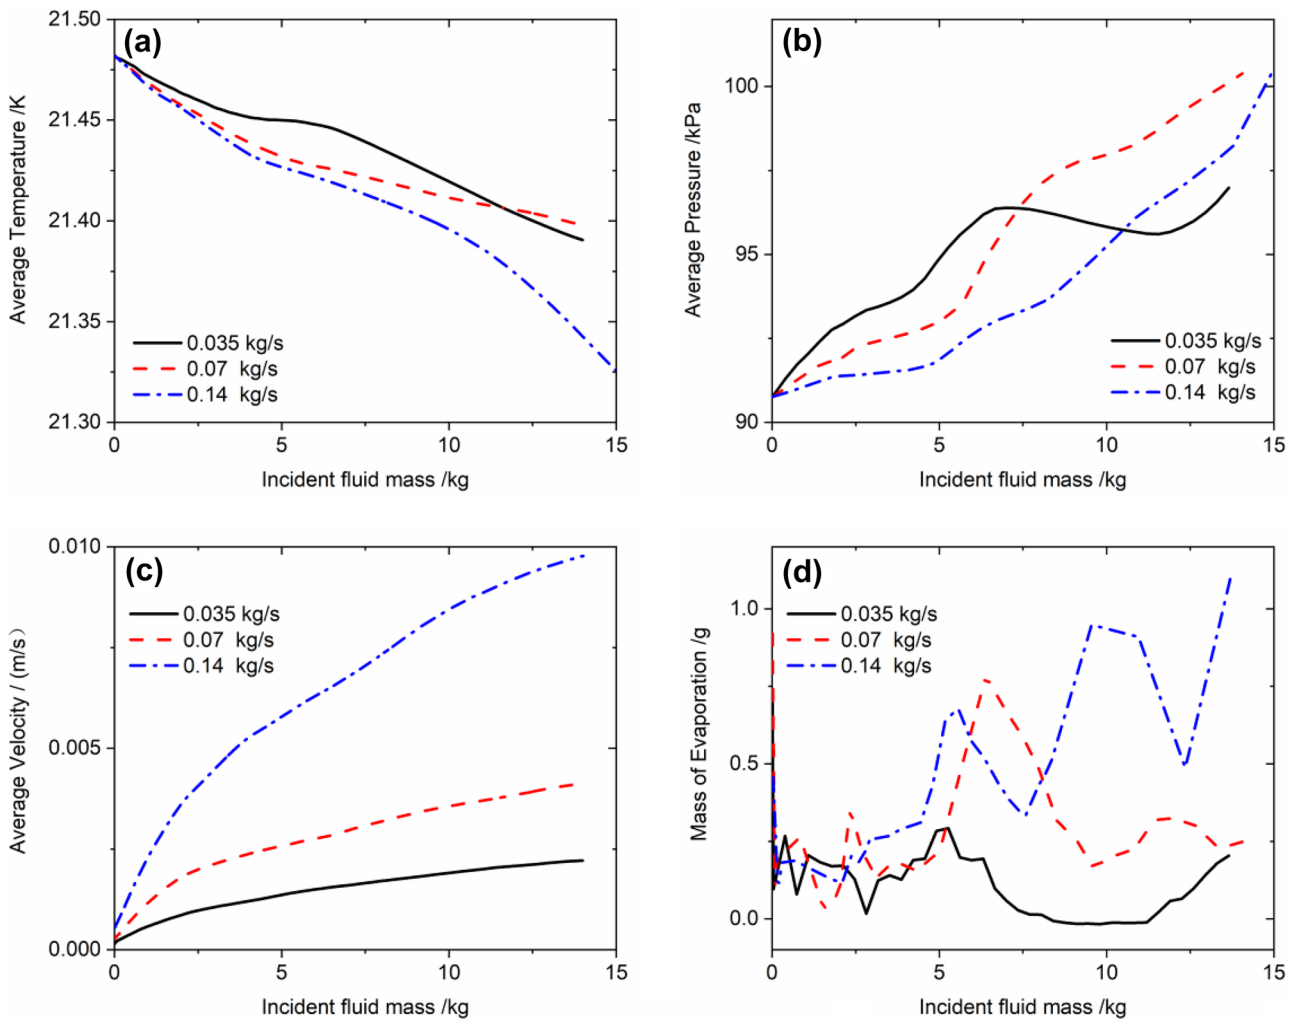 (a)
21.50
21.45
21.40
21.35
21.30
Average Temperature /K
0.035 kg/s
0.07 kg/s
0.14 kg/s
0 5 10 15
Incident fluid mass /kg
(b)
100
95
90
Average Pressure /kPa
0.035 kg/s
0.07 kg/s
0.14 kg/s
0 5 10 15
Incident fluid mass /kg
(c)
0.010
0.005
0.000
Average Velocity / (m/s）
0.035 kg/s
0.07 kg/s
0.14 kg/s
0 5 10 15
Incident fluid mass /kg
(d)
1.0
0.5
0.0
Mass of Evaporation /g
0.035 kg/s
0.07 kg/s
0.14 kg/s
0 5 10 15
Incident fluid mass /kg